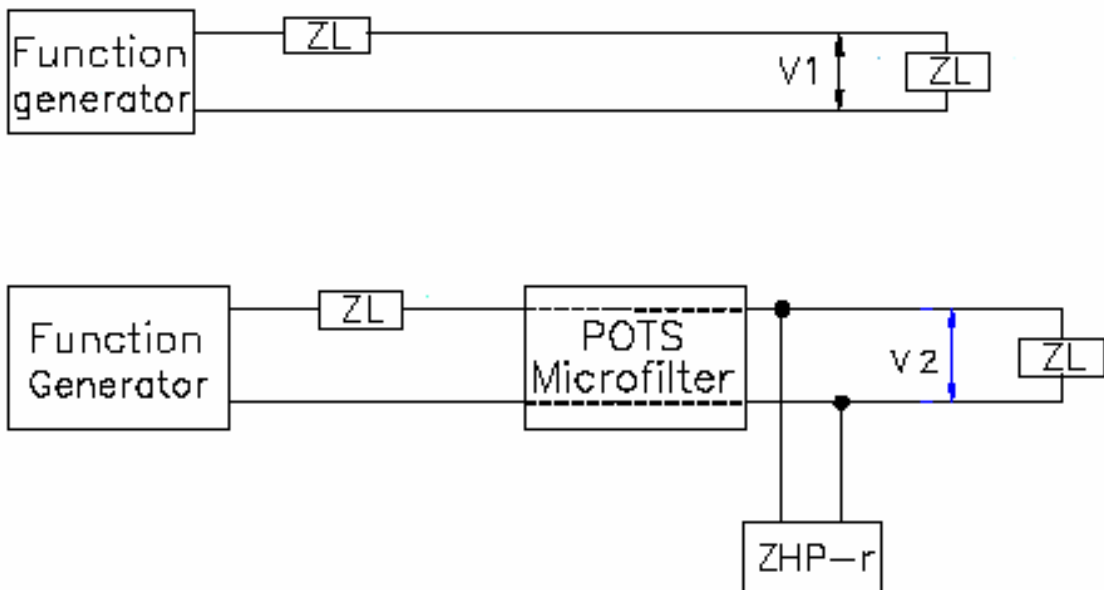 Function
generator
ZL
V1
ZL
Function
Generator
ZL
POTS
Microfilter
V2
ZL
ZHP-r